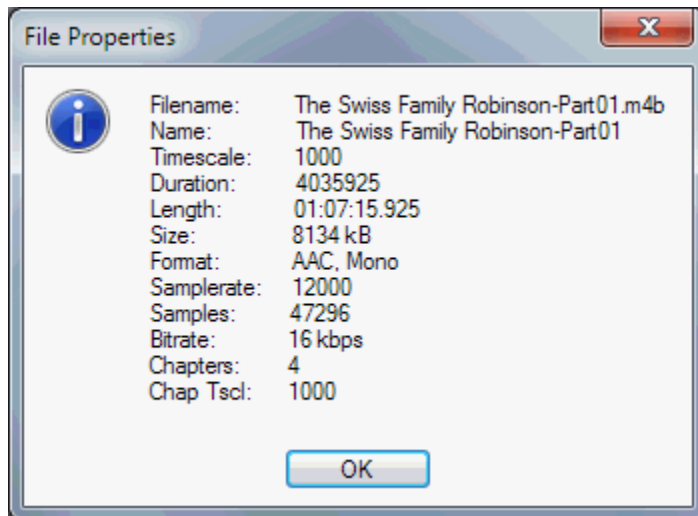 File Properties
Filename: The Swiss Family Robinson-Part01.m4b
Name: The Swiss Family Robinson-Part01
Timescale: 1000
Duration: 4035925
Length: 01:07:15.925
Size: 8134 kB
Format: AAC, Mono
Samplerate: 12000
Samples: 47296
Bitrate: 16 kbps
Chapters: 4
Chap Tscl: 1000
OK